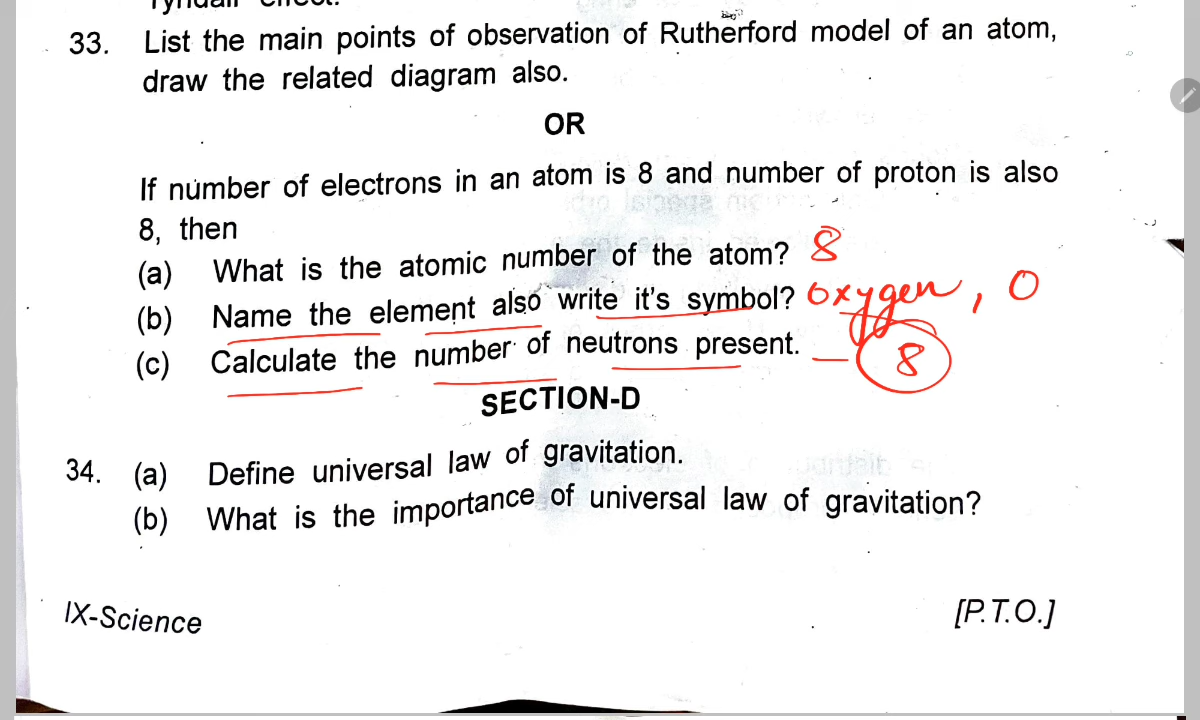 Tyndall effect.
33. List the main points of observation of Rutherford model of an atom,
draw the related diagram also.
OR
If number of electrons in an atom is 8 and number of proton is also
8, then
(a) What is the atomic number of the atom? 8
(b) Name the element also write it's symbol? oxygen, O
(c) Calculate the number of neutrons present. — 8
SECTION-D
34. (a) Define universal law of gravitation.
(b) What is the importance of universal law of gravitation?
IX-Science
[P.T.O.]